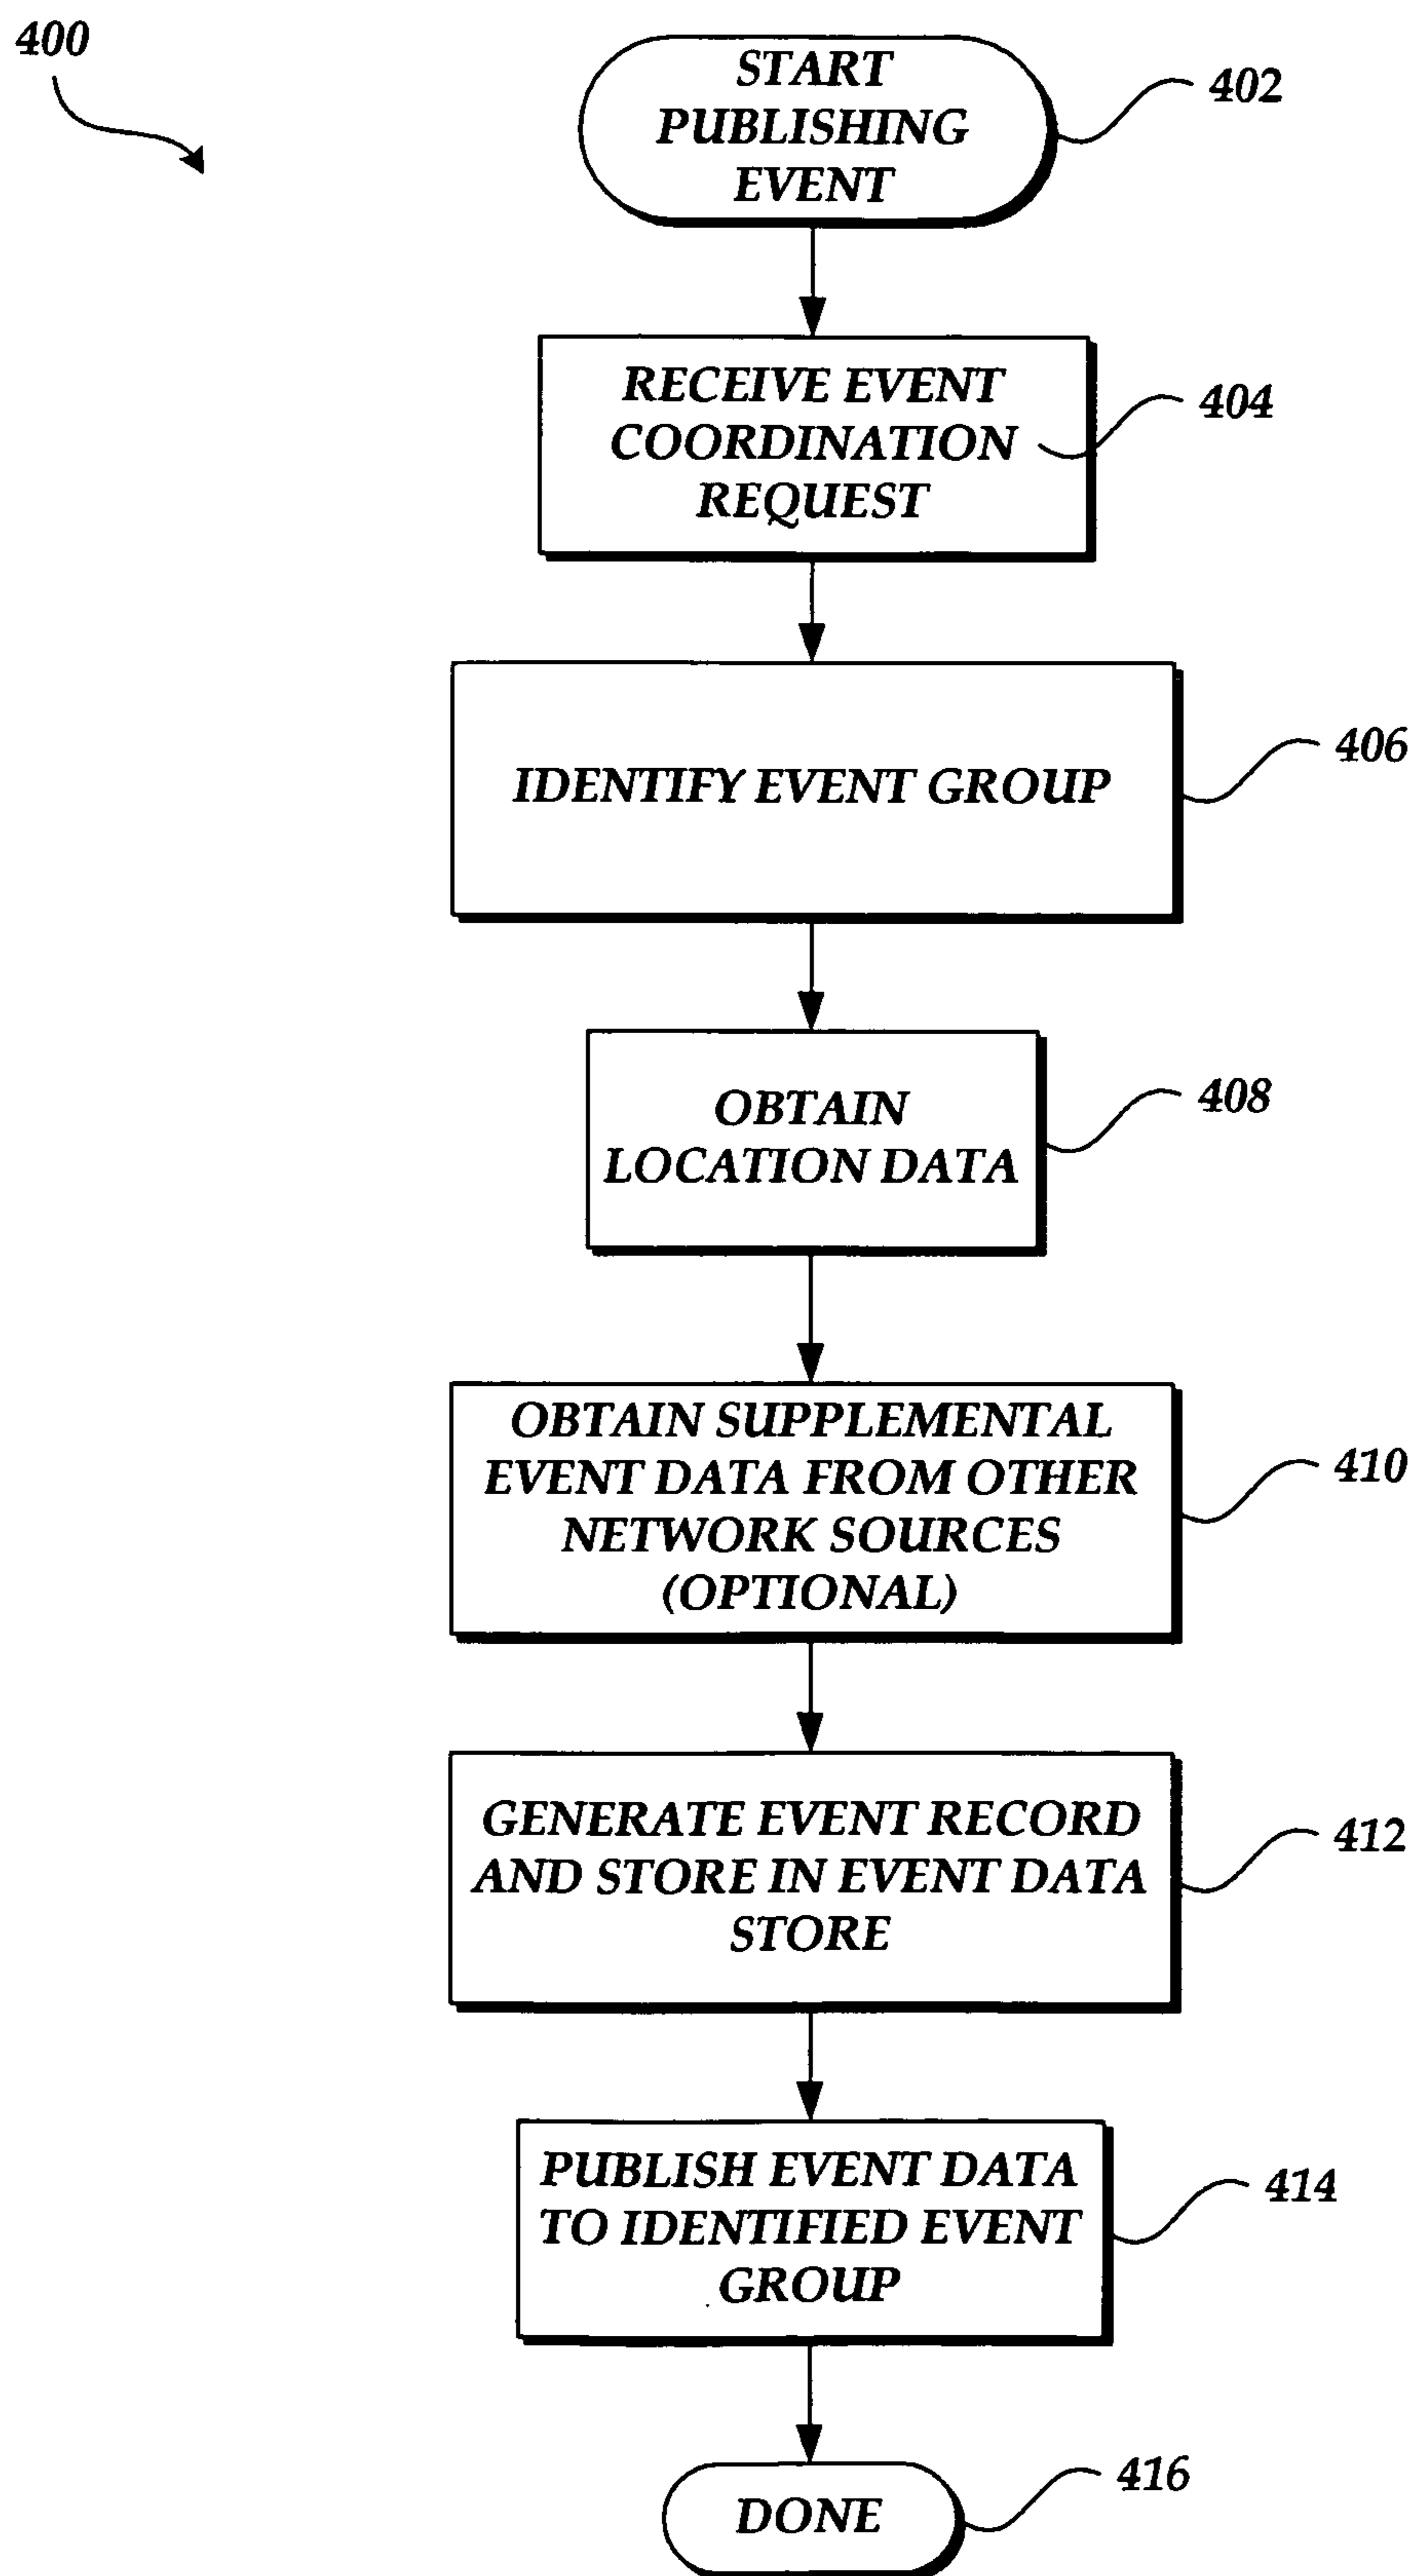 400
START
PUBLISHING
EVENT
402
RECEIVE EVENT
COORDINATION
REQUEST
404
IDENTIFY EVENT GROUP
406
OBTAIN
LOCATION DATA
408
OBTAIN SUPPLEMENTAL
EVENT DATA FROM OTHER
NETWORK SOURCES
(OPTIONAL)
410
GENERATE EVENT RECORD
AND STORE IN EVENT DATA
STORE
412
PUBLISH EVENT DATA
TO IDENTIFIED EVENT
GROUP
414
DONE
416